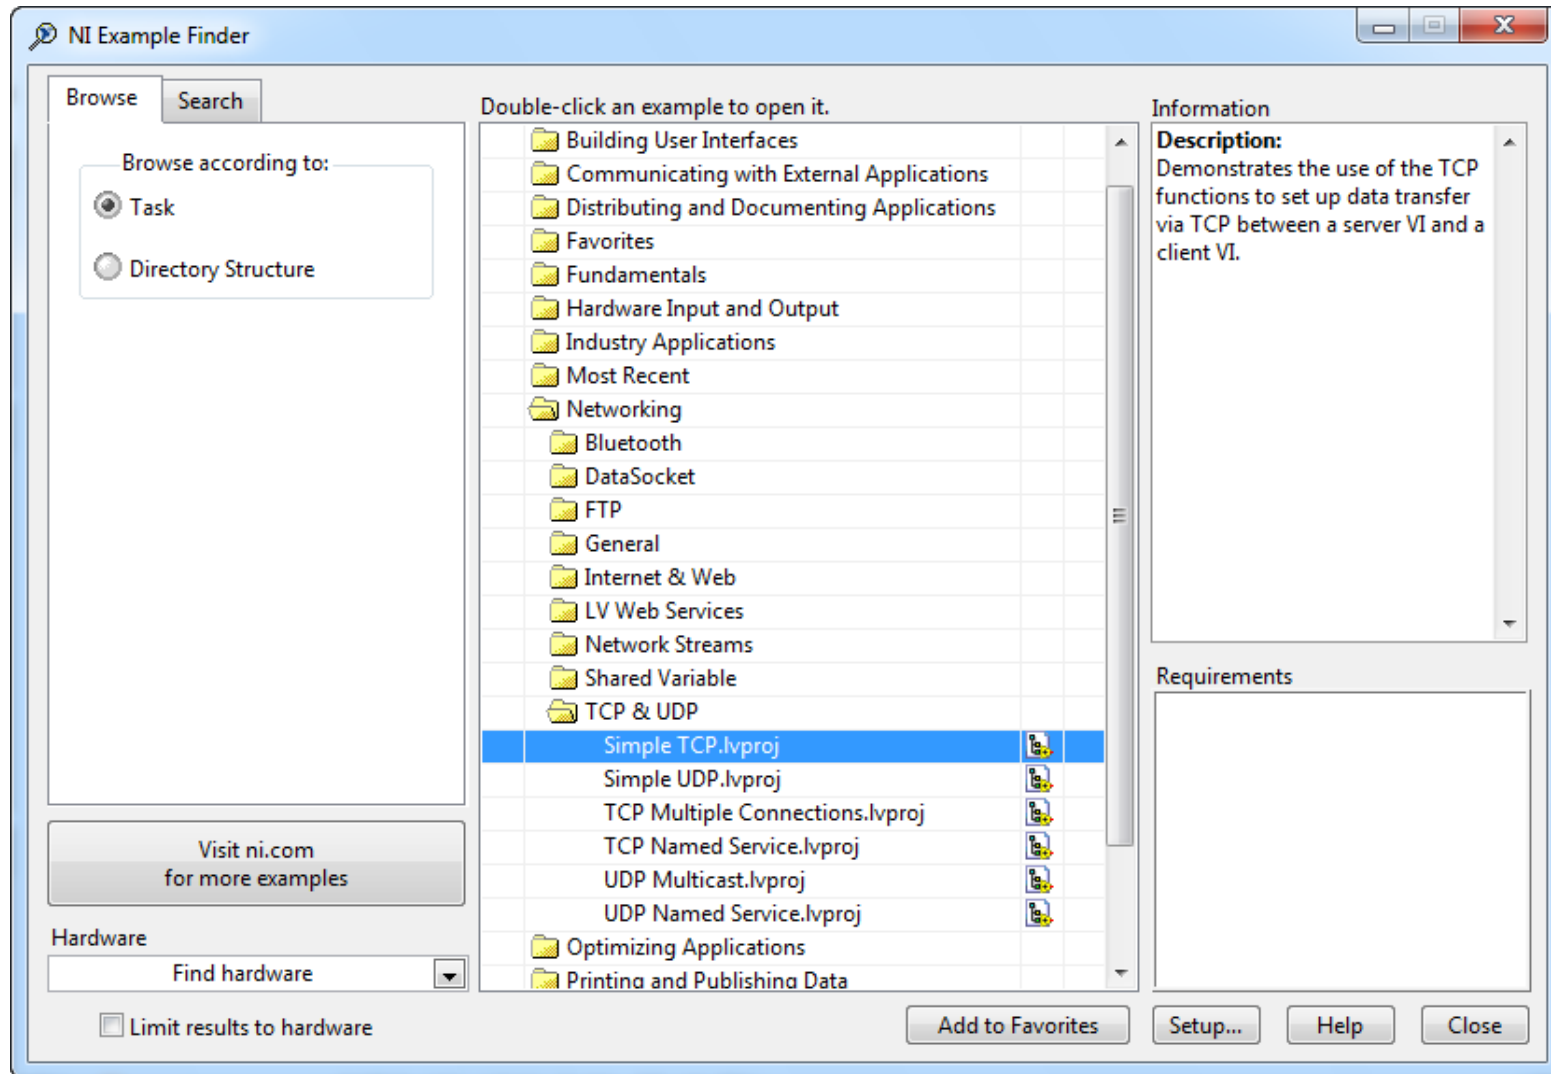 NI Example Finder
Browse
Search
Browse according to:
Task
Directory Structure
Visit ni.com
for more examples
Hardware
Find hardware
Limit results to hardware
Double-click an example to open it.
Building User Interfaces
Communicating with External Applications
Distributing and Documenting Applications
Favorites
Fundamentals
Hardware Input and Output
Industry Applications
Most Recent
Networking
Bluetooth
DataSocket
FTP
General
Internet & Web
LV Web Services
Network Streams
Shared Variable
TCP & UDP
Simple TCP.lvproj
Simple UDP.lvproj
TCP Multiple Connections.lvproj
TCP Named Service.lvproj
UDP Multicast.lvproj
UDP Named Service.lvproj
Optimizing Applications
Printing and Publishing Data
Information
Description:
Demonstrates the use of the TCP
functions to set up data transfer
via TCP between a server VI and a
client VI.
Requirements
Add to Favorites
Setup...
Help
Close